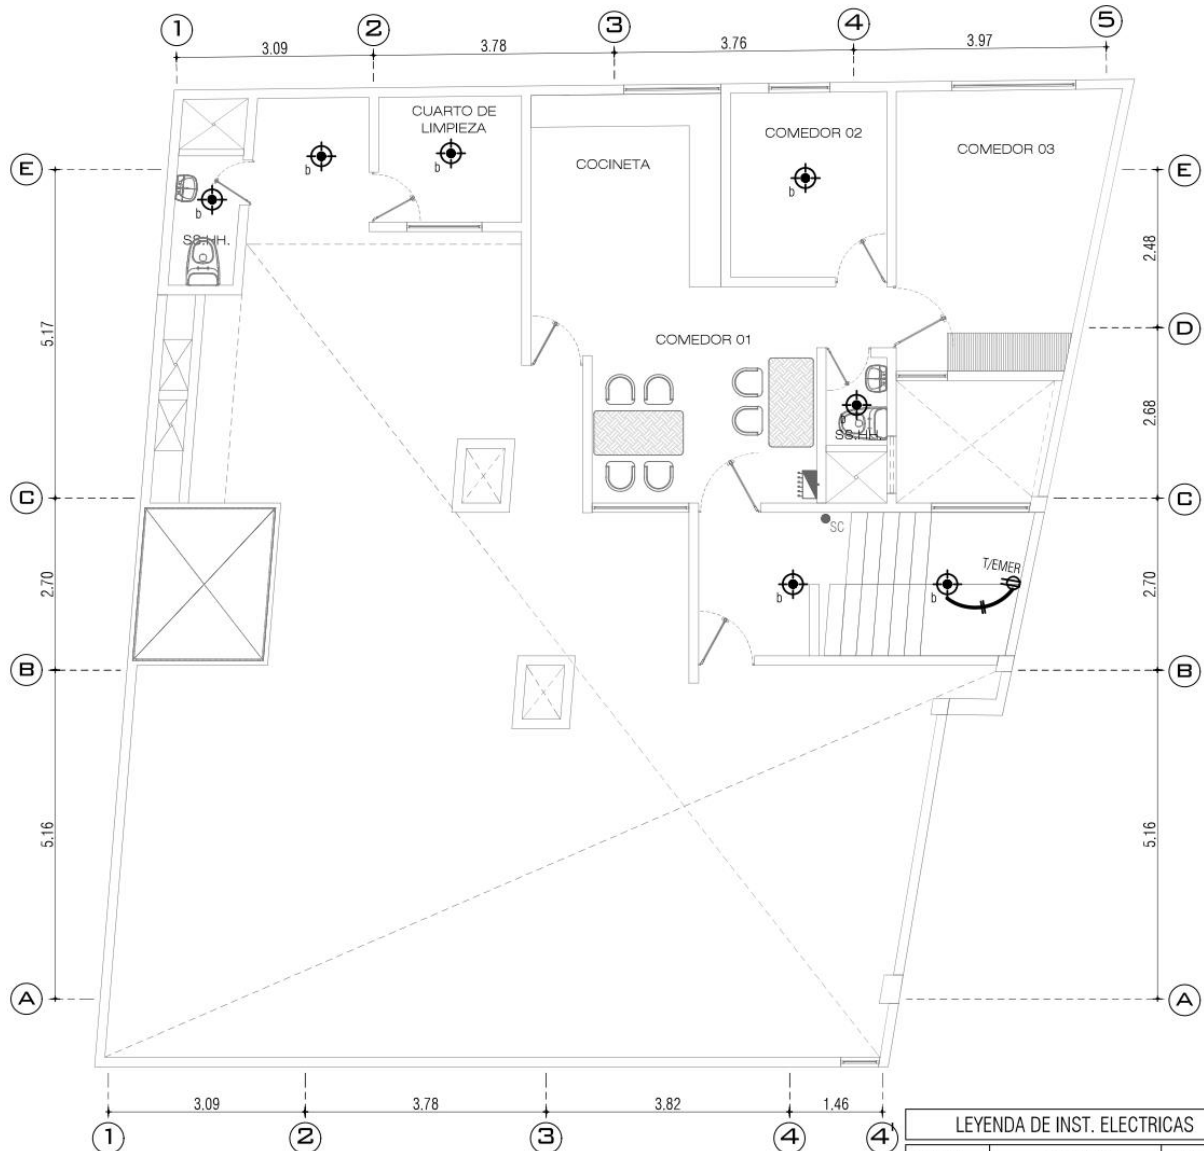 1 2 3 4 5
3.09 3.78 3.76 3.97
CUARTO DE
LIMPIEZA
COMEDOR 02
COMEDOR 03
COCINETA
E E
b b b
b
SS.HH.
2.48
5.17
D
COMEDOR 01
2.68
SS.HH.
C C
SC
T/EMER
2.70 2.70
b b
B B
5.16 5.16
A A
3.09 3.78 3.82 1.46
1 2 3 4 4'
LEYENDA DE INST. ELECTRICAS